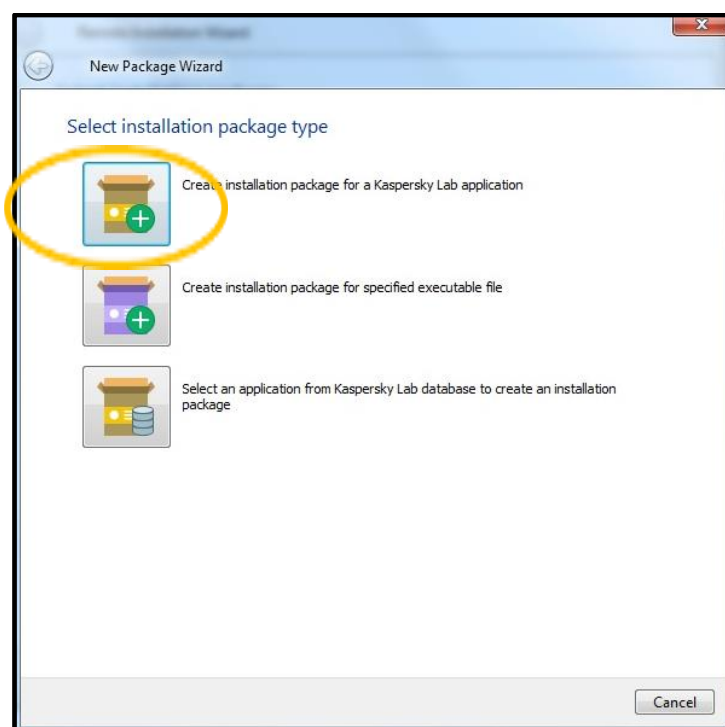 New Package Wizard
Select installation package type
Create installation package for a Kaspersky Lab application
Create installation package for specified executable file
Select an application from Kaspersky Lab database to create an installation
package
Cancel